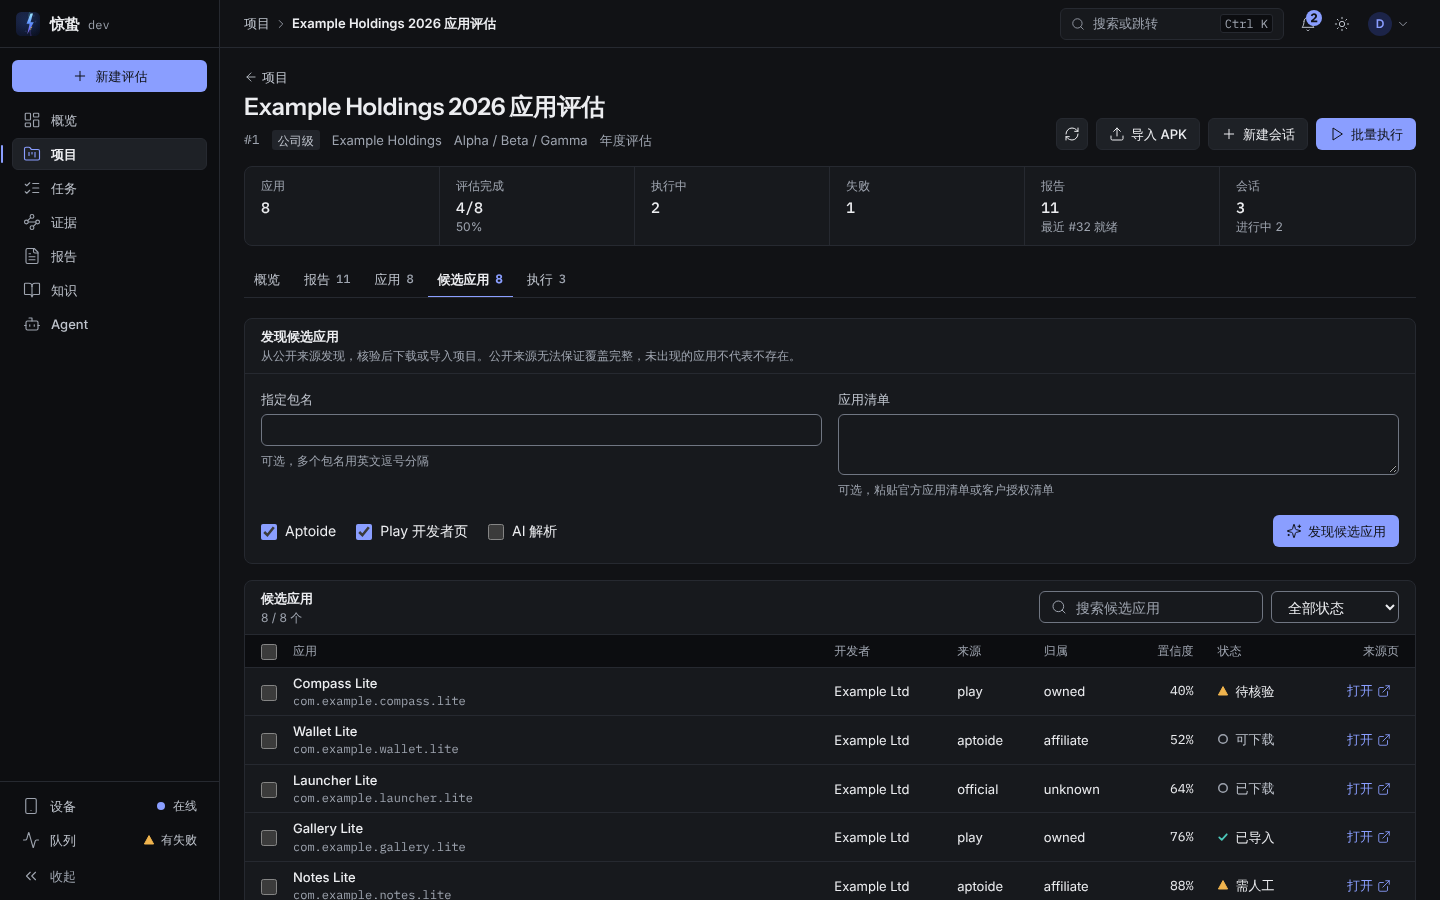 惊蛰 dev
项目 > Example Holdings 2026 应用评估
搜索或跳转 Ctrl K
2
D
新建评估
概览
项目
任务
证据
报告
知识
Agent
设备 在线
队列 有失败
收起
← 项目
Example Holdings 2026 应用评估
#1 公司级 Example Holdings Alpha / Beta / Gamma 年度评估
导入 APK
新建会话
批量执行
应用
8
评估完成
4/8
50%
执行中
2
失败
1
报告
11
最近 #32 就绪
会话
3
进行中 2
概览 报告 11 应用 8 候选应用 8 执行 3
发现候选应用
从公开来源发现，核验后下载或导入项目。公开来源无法保证覆盖完整，未出现的应用不代表不存在。
指定包名
可选，多个包名用英文逗号分隔
应用清单
可选，粘贴官方应用清单或客户授权清单
Aptoide Play 开发者页 AI 解析
发现候选应用
候选应用
8 / 8 个
搜索候选应用
全部状态
应用 开发者 来源 归属 置信度 状态 来源页
Compass Lite
com.example.compass.lite
Example Ltd play owned 40% 待核验 打开
Wallet Lite
com.example.wallet.lite
Example Ltd aptoide affiliate 52% 可下载 打开
Launcher Lite
com.example.launcher.lite
Example Ltd official unknown 64% 已下载 打开
Gallery Lite
com.example.gallery.lite
Example Ltd play owned 76% 已导入 打开
Notes Lite
com.example.notes.lite
Example Ltd aptoide affiliate 88% 需人工 打开